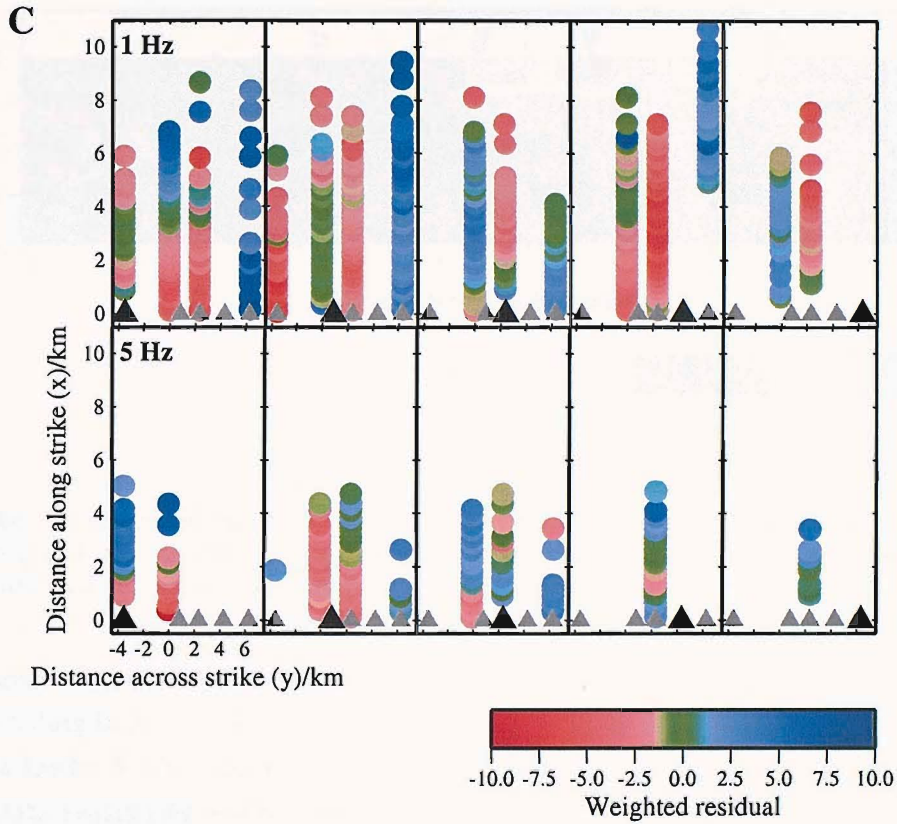 C
1 Hz
10
8
6
4
2
0
5 Hz
10
8
6
4
2
0
Distance along strike (x)/km
-4 -2 0 2 4 6
Distance across strike (y)/km
-10.0 -7.5 -5.0 -2.5 0.0 2.5 5.0 7.5 10.0
Weighted residual